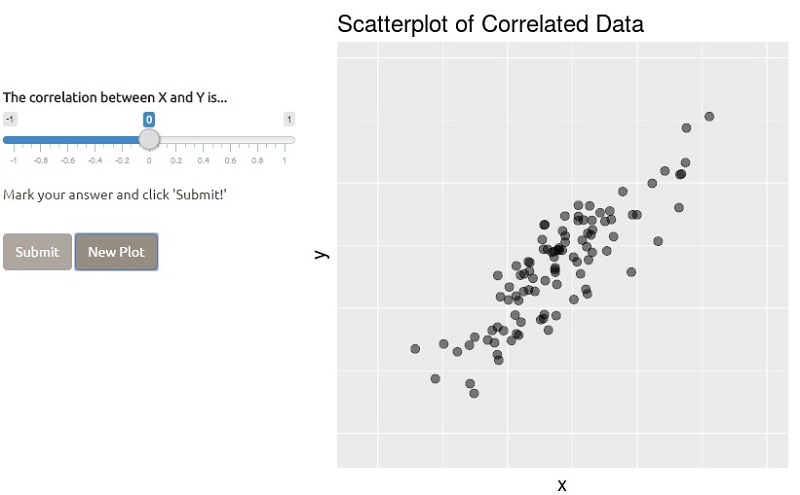 Scatterplot of Correlated Data
The correlation between X and Y is...
-1 0 1
-1 -0.8 -0.6 -0.4 -0.2 0 0.2 0.4 0.6 0.8 1
Mark your answer and click 'Submit!'
Submit New Plot
y
x